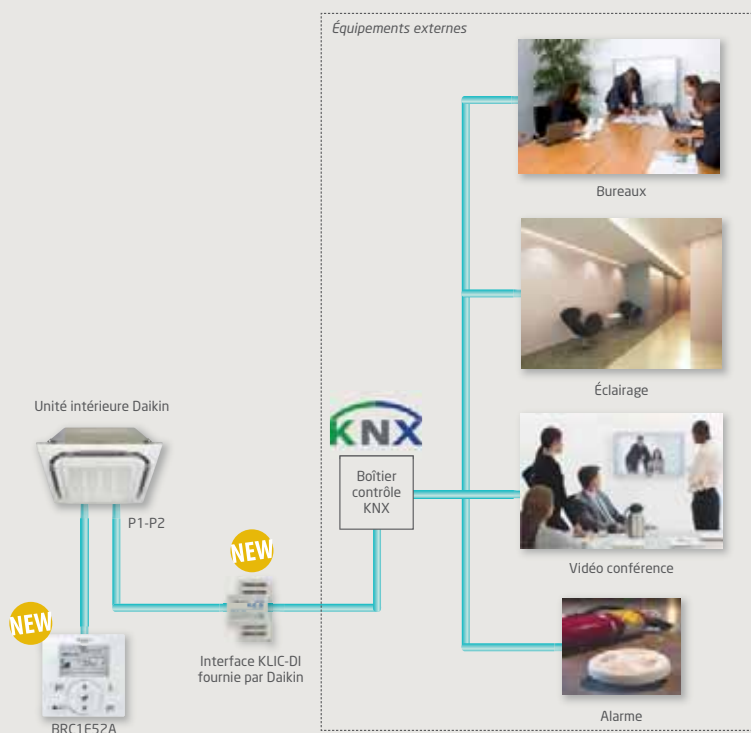 Équipements externes
Bureaux
Éclairage
Unité intérieure Daikin
KNX
Boîtier
contrôle
KNX
P1-P2
NEW
Vidéo conférence
NEW
Interface KLIC-DI
fournie par Daikin
BRC1E52A
Alarme